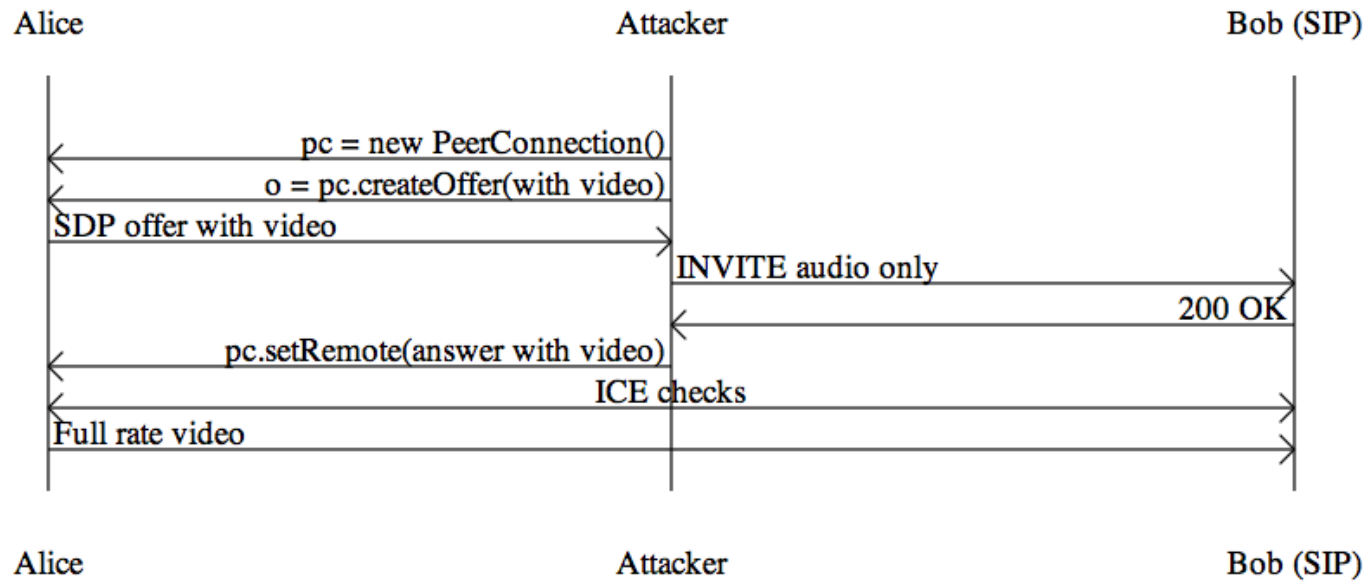 Alice Attacker Bob (SIP)
pc = new PeerConnection()
o = pc.createOffer(with video)
SDP offer with video
INVITE audio only
200 OK
pc.setRemote(answer with video)
ICE checks
Full rate video
Alice Attacker Bob (SIP)